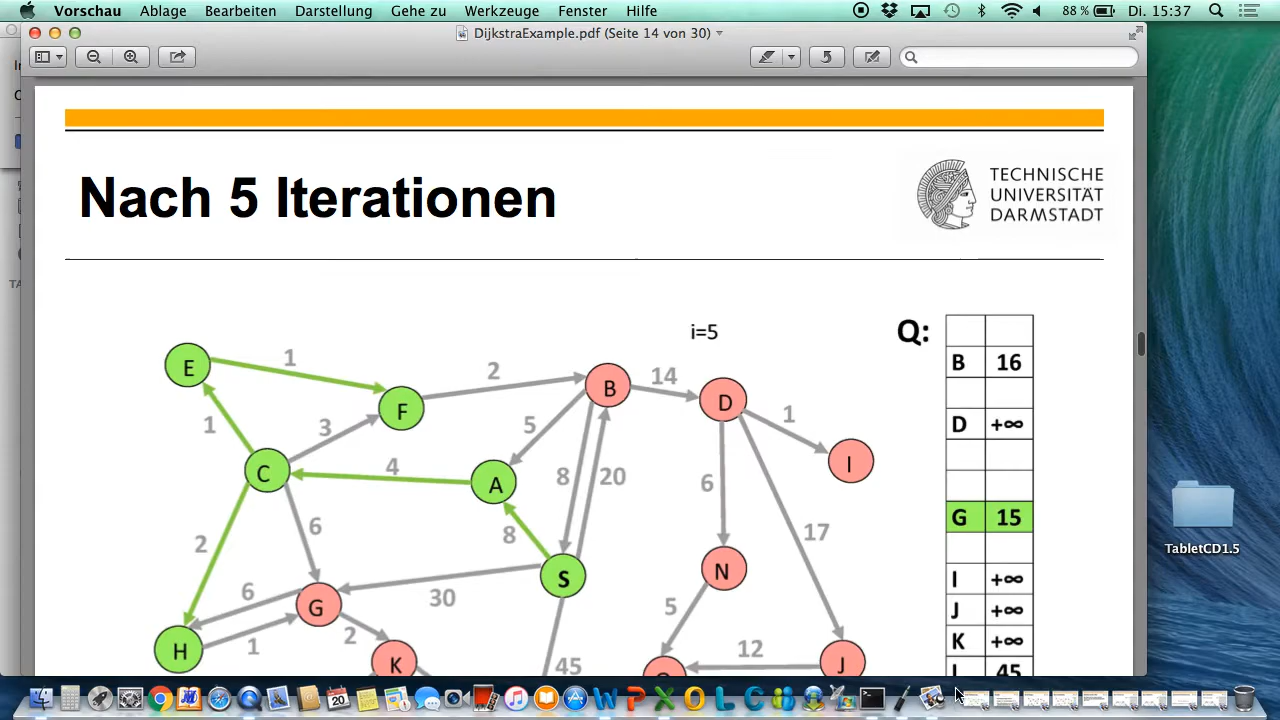 Vorschau Ablage Bearbeiten Darstellung Gehe zu Werkzeuge Fenster Hilfe 88 % Di. 15:37
DijkstraExample.pdf (Seite 14 von 30)
Nach 5 Iterationen
TECHNISCHE
UNIVERSITÄT
DARMSTADT
i=5
Q:
B 16
D +∞
G 15
I +∞
J +∞
K +∞
L 45
E
1
F
2
B
14
D
1
I
1
3
5
C
4
A
8
20
6
17
2
6
8
S
N
6
30
G
5
H
1
2
K
45
12
J
TabletCD1.5